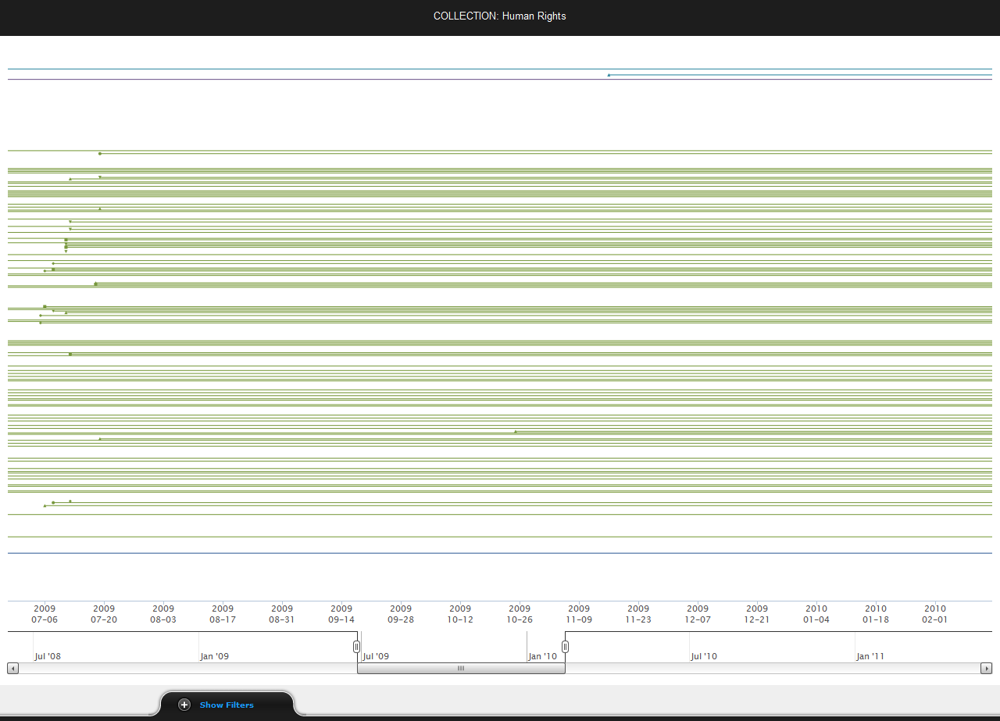 COLLECTION: Human Rights
2009 2009 2009 2009 2009 2009 2009 2009 2009 2009 2009 2009 2009 2010 2010 2010
07-06 07-20 08-03 08-17 08-31 09-14 09-28 10-12 10-26 11-09 11-23 12-07 12-21 01-04 01-18 02-01
Jul '08 Jan '09 Jul '09 Jan '10 Jul '10 Jan '11
Show Filters